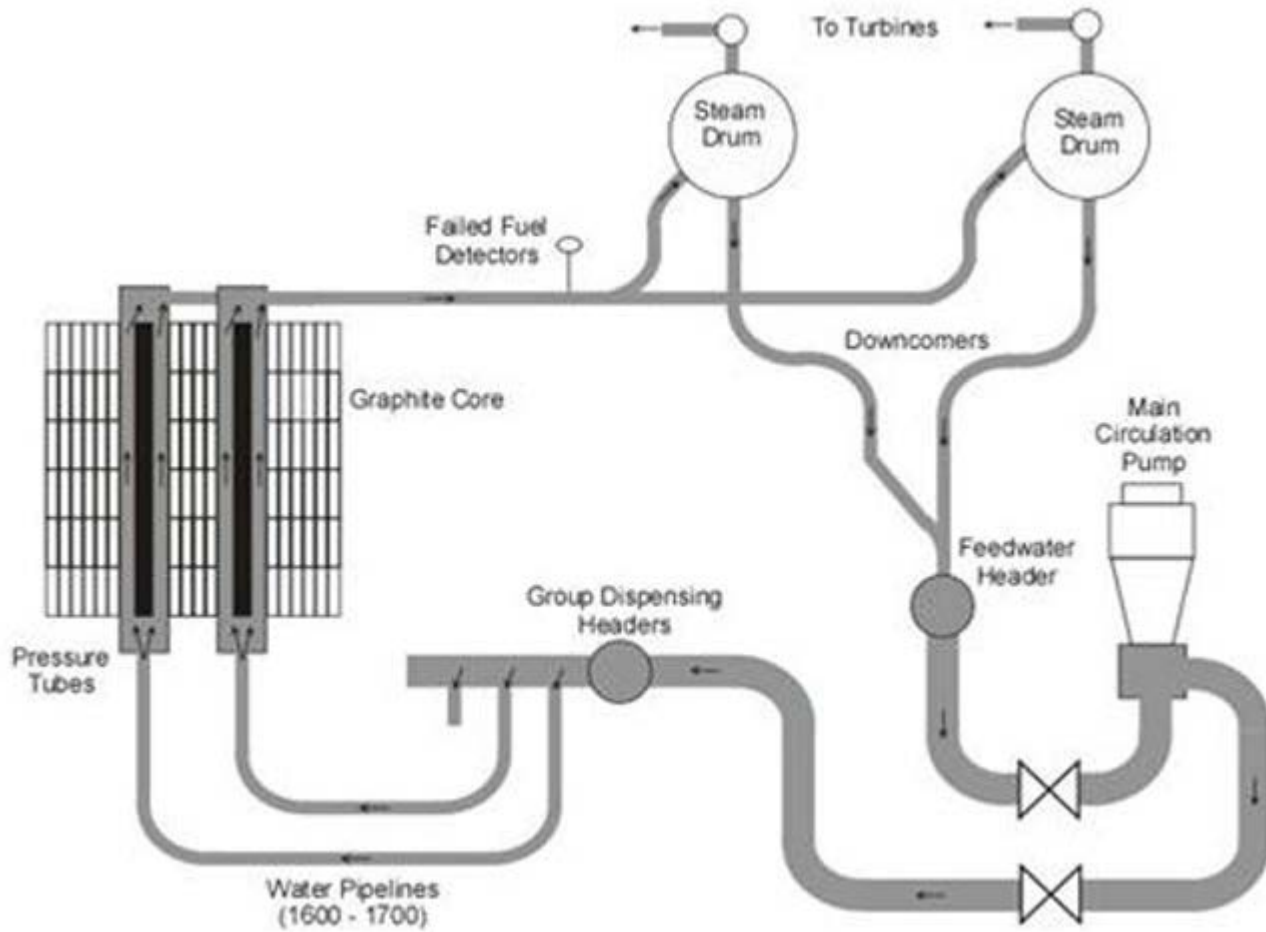 To Turbines
Steam
Drum
Steam
Drum
Failed Fuel
Detectors
Downcomers
Graphite Core
Main
Circulation
Pump
Feedwater
Header
Group Dispensing
Headers
Pressure
Tubes
Water Pipelines
(1600 - 1700)